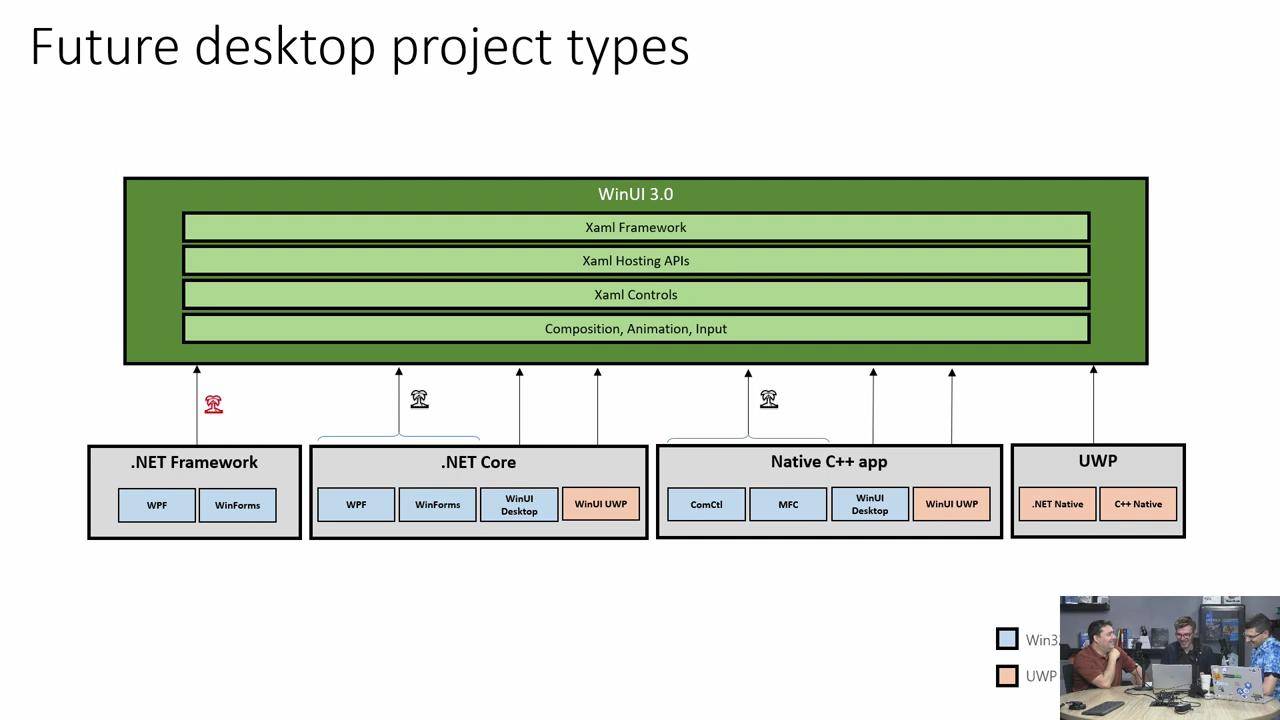 Future desktop project types
WinUI 3.0
Xaml Framework
Xaml Hosting APIs
Xaml Controls
Composition, Animation, Input
.NET Framework
WPF
WinForms
.NET Core
WPF
WinForms
WinUI
Desktop
WinUI UWP
Native C++ app
ComCtl
MFC
WinUI
Desktop
WinUI UWP
UWP
.NET Native
C++ Native
UWP